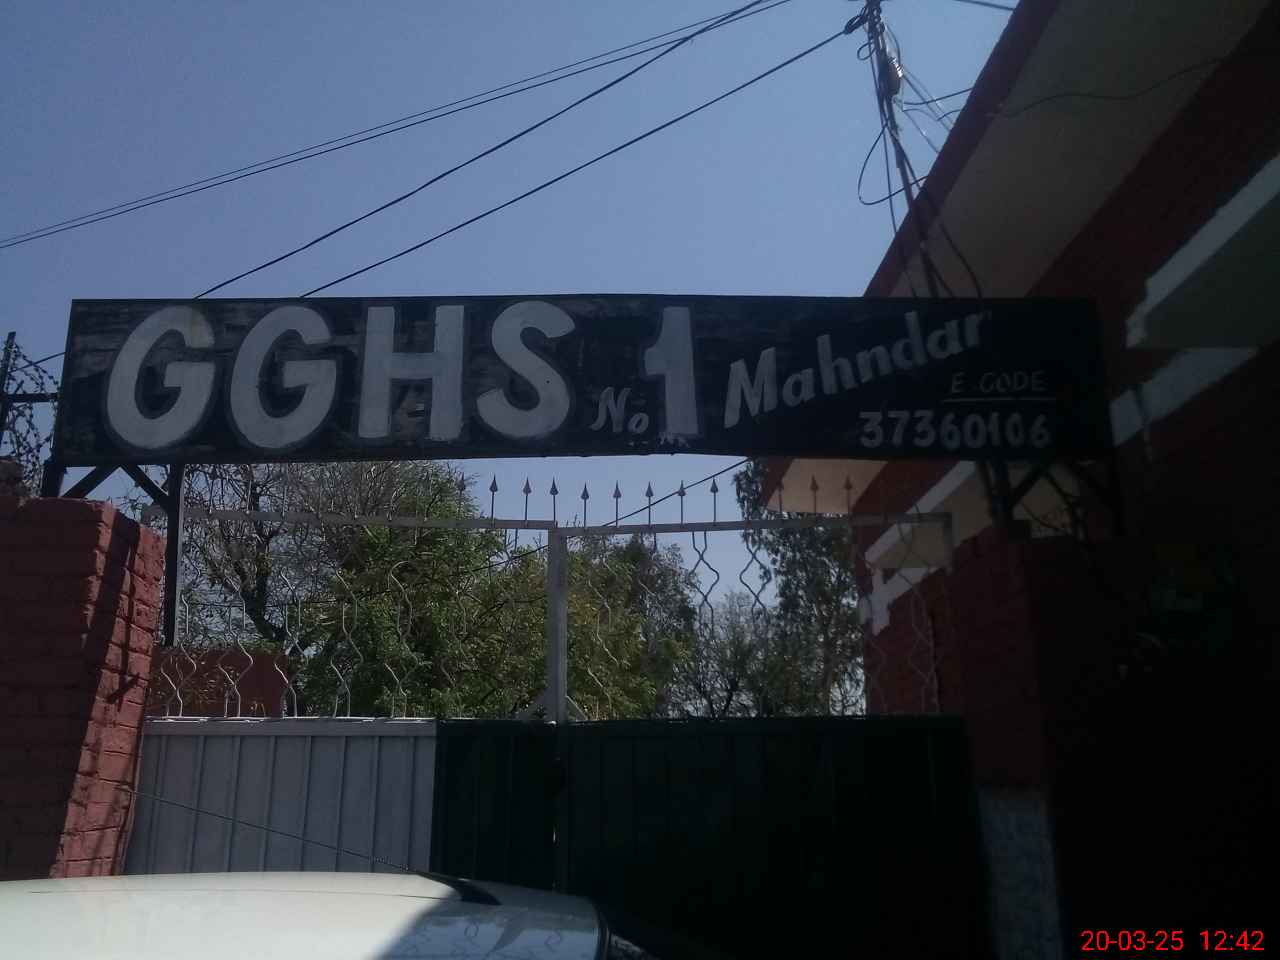 GGHS No. 1 Mahndar
E CODE
37360106
20-03-25 12:42